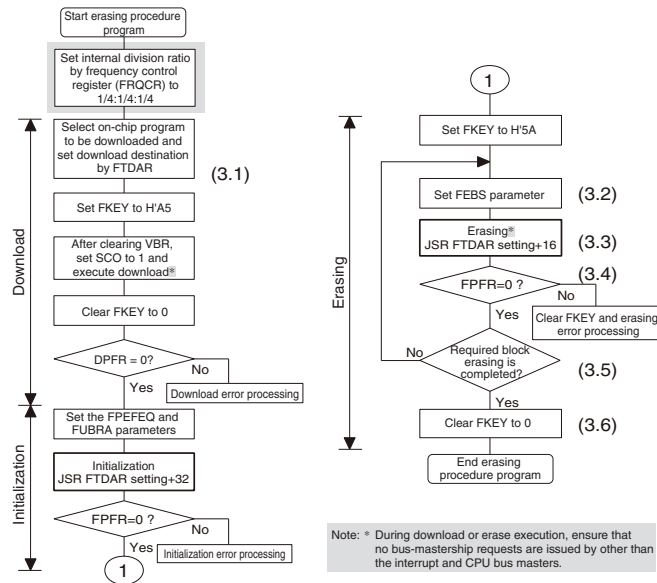 Start erasing procedure
program
Set internal division ratio
by frequency control
register (FRQCR) to
1/4:1/4:1/4
Select on-chip program
to be downloaded and
set download destination
by FTDAR
(3.1)
Set FKEY to H'A5
After clearing VBR,
set SCO to 1 and
execute download*
Clear FKEY to 0
DPFR = 0?
No
Yes
Download error processing
Download
Set the FPEFEQ and
FUBRA parameters
Initialization
JSR FTDAR setting+32
FPFR=0 ?
No
Yes
Initialization error processing
Initialization
1
1
Set FKEY to H'5A
Set FEBS parameter
(3.2)
Erasing*
JSR FTDAR setting+16
(3.3)
(3.4)
FPFR=0 ?
No
Yes
Clear FKEY and erasing
error processing
Erasing
No
Required block
erasing is
completed?
(3.5)
Yes
Clear FKEY to 0
(3.6)
End erasing
procedure program
Note: * During download or erase execution, ensure that
no bus-mastership requests are issued by other than
the interrupt and CPU bus masters.